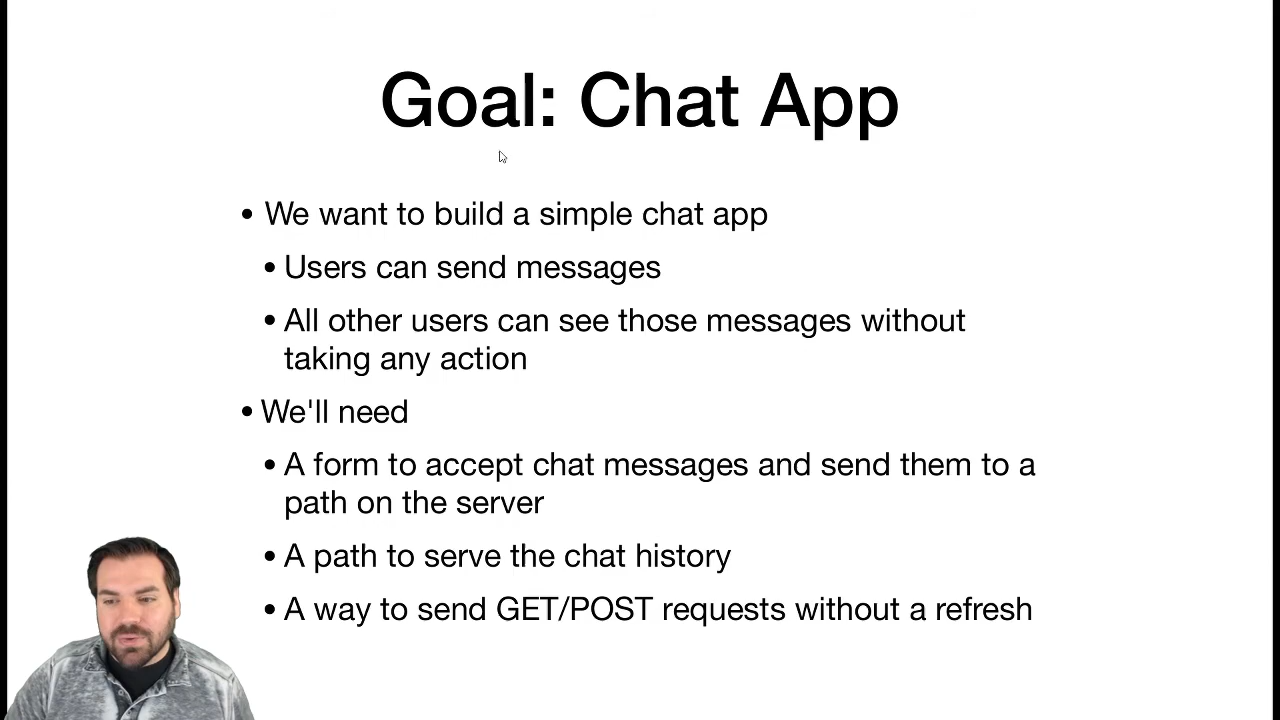 Goal: Chat App
• We want to build a simple chat app
• Users can send messages
• All other users can see those messages without
taking any action
• We'll need
• A form to accept chat messages and send them to a
path on the server
• A path to serve the chat history
• A way to send GET/POST requests without a refresh